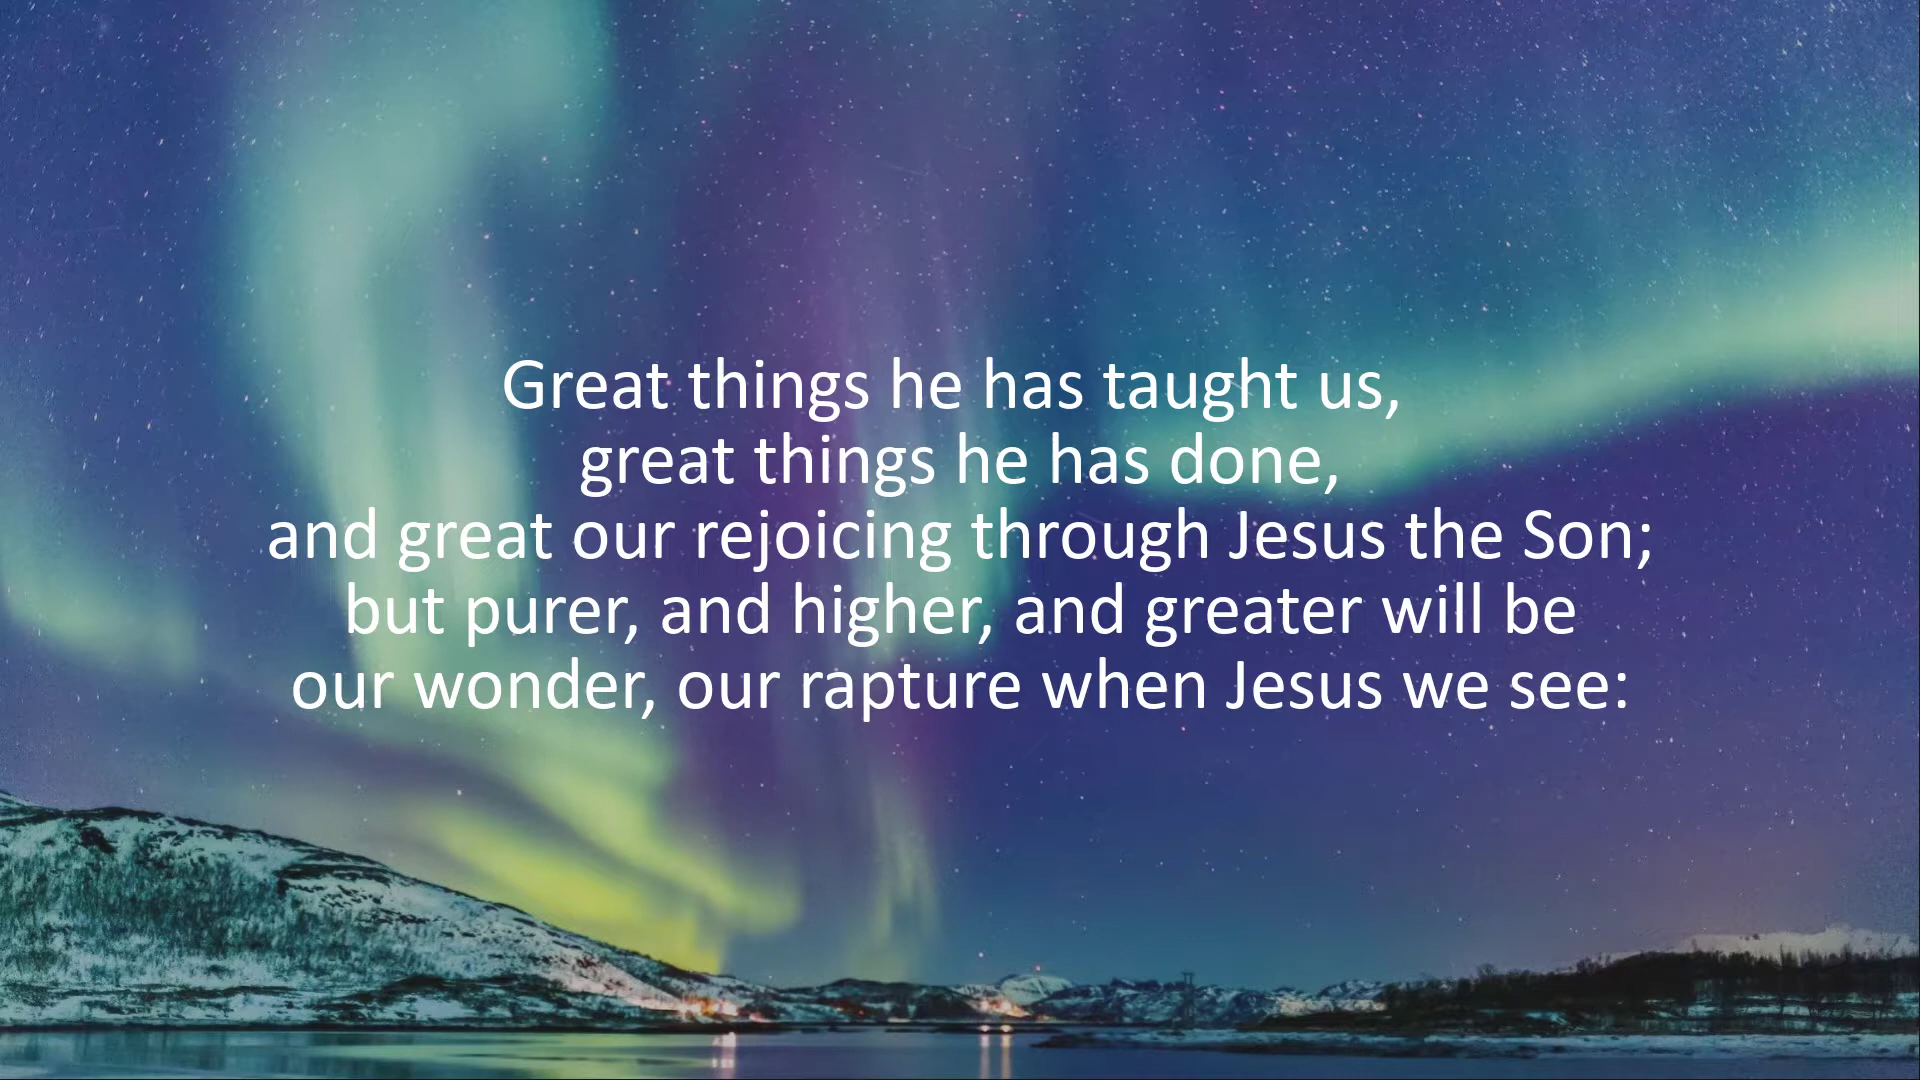 Great things he has taught us,
great things he has done,
and great our rejoicing through Jesus the Son;
but purer, and higher, and greater will be
our wonder, our rapture when Jesus we see: